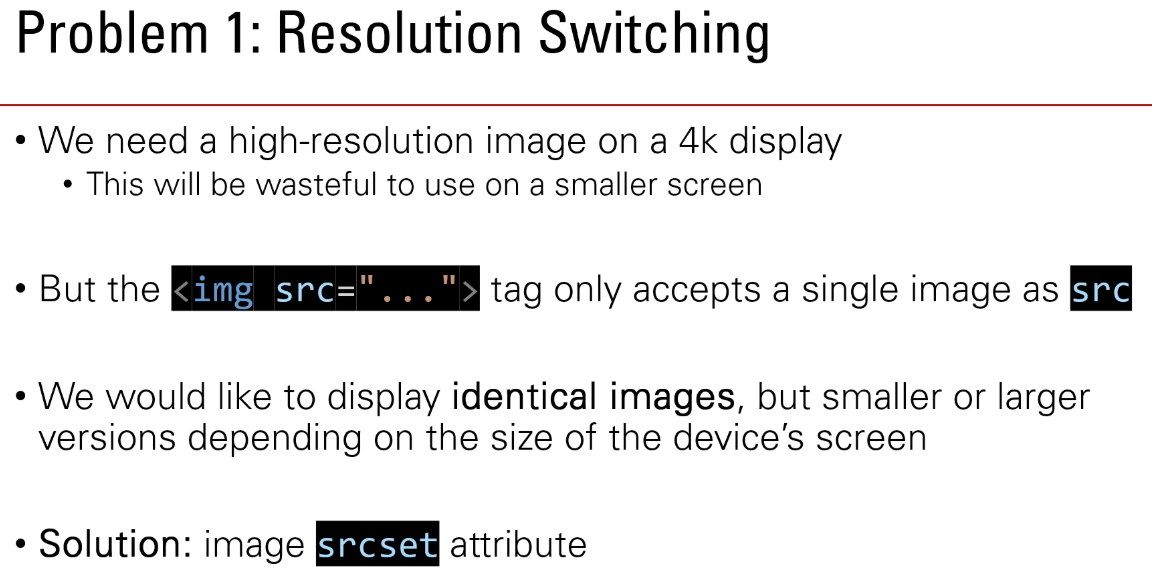 Problem 1: Resolution Switching
• We need a high-resolution image on a 4k display
• This will be wasteful to use on a smaller screen
• But the <img src="..."> tag only accepts a single image as src
• We would like to display identical images, but smaller or larger
versions depending on the size of the device’s screen
• Solution: image srcset attribute